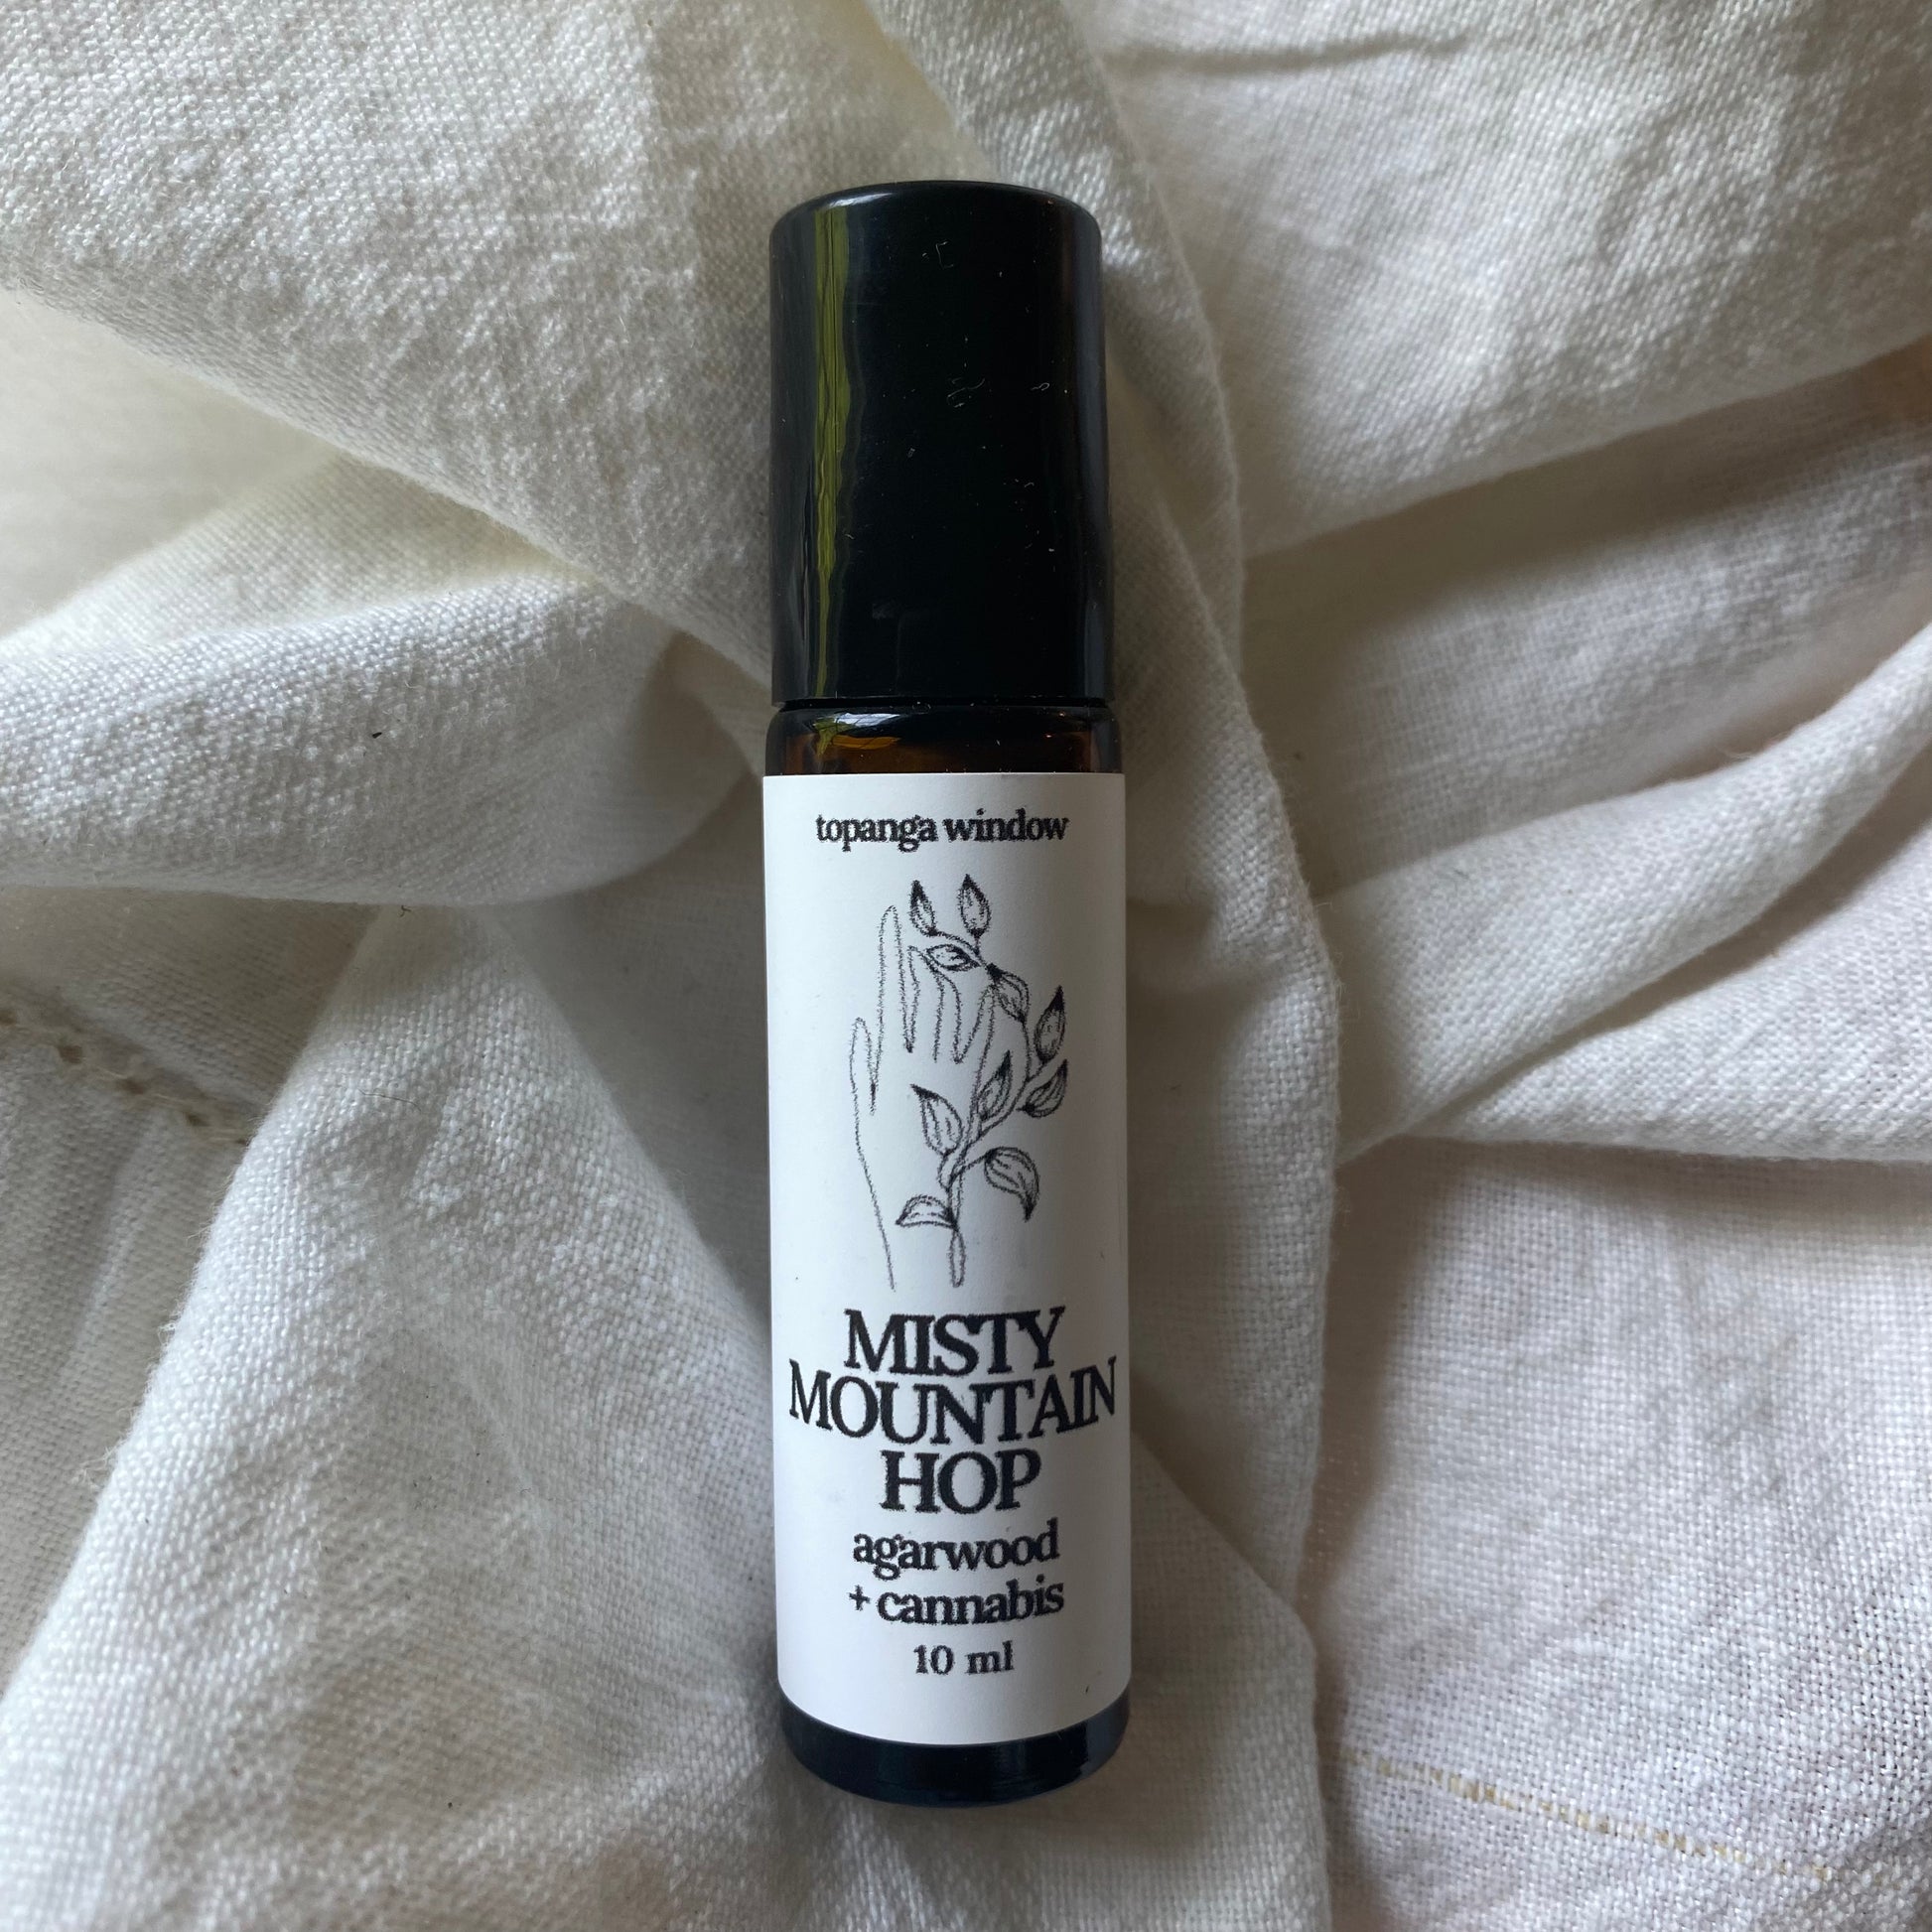 topanga window
MISTY
MOUNTAIN
HOP
agarwood
+ cannabis
10 ml